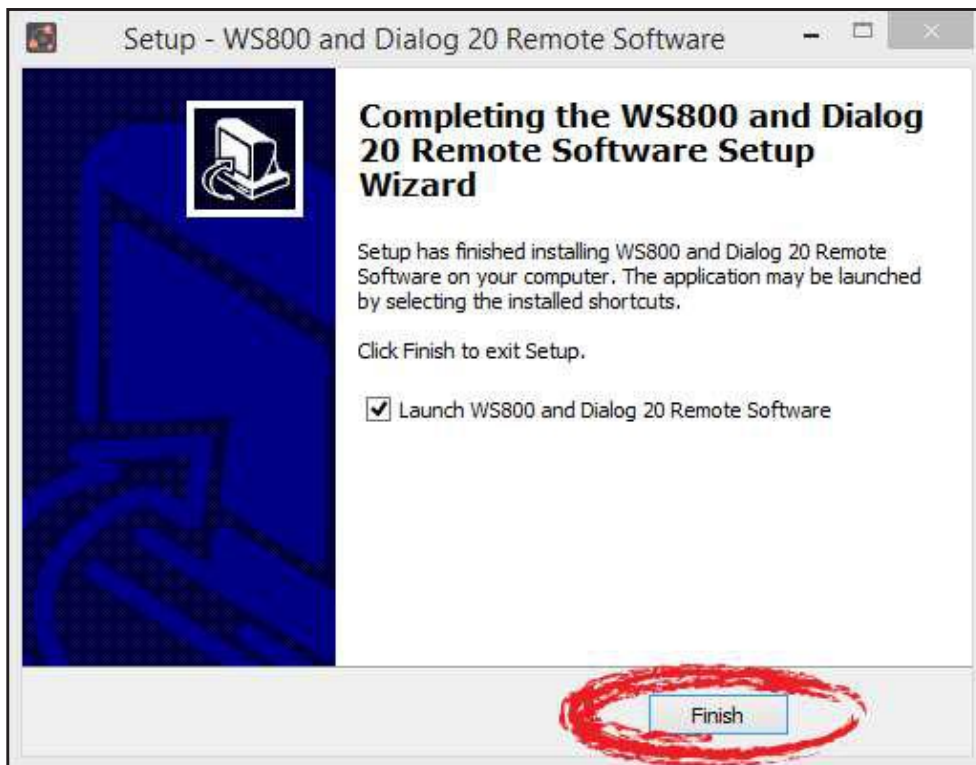 Setup - WS800 and Dialog 20 Remote Software
Completing the WS800 and Dialog
20 Remote Software Setup
Wizard
Setup has finished installing WS800 and Dialog 20 Remote
Software on your computer. The application may be launched
by selecting the installed shortcuts.
Click Finish to exit Setup.
Launch WS800 and Dialog 20 Remote Software
Finish